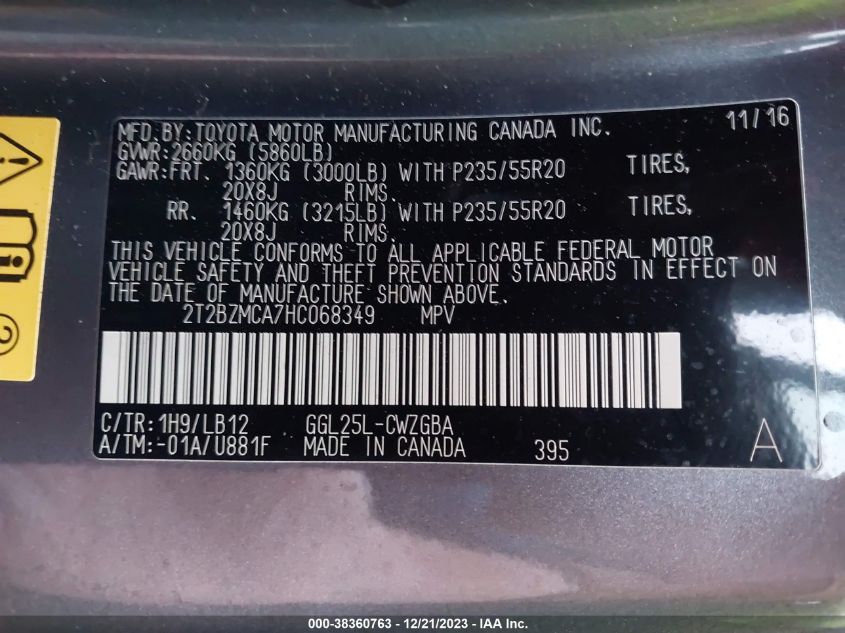 MFD.BY:TOYOTA MOTOR MANUFACTURING CANADA INC. 11/16
GVWR:2660KG (5860LB)
GAWR:FRT. 1360KG (3000LB) WITH P235/55R20 TIRES,
20X8J RIMS.
RR. 1460KG (3215LB) WITH P235/55R20 TIRES,
20X8J RIMS.
THIS VEHICLE CONFORMS TO ALL APPLICABLE FEDERAL MOTOR
VEHICLE SAFETY AND THEFT PREVENTION STANDARDS IN EFFECT ON
THE DATE OF MANUFACTURE SHOWN ABOVE.
2T2BZMCA7HC068349 MPV
C/TR:1H9/LB12 GGL25L-CWZGBA
A/TM:-01A/U881F MADE IN CANADA 395 A
2
000-38360763 - 12/21/2023 - IAA Inc.